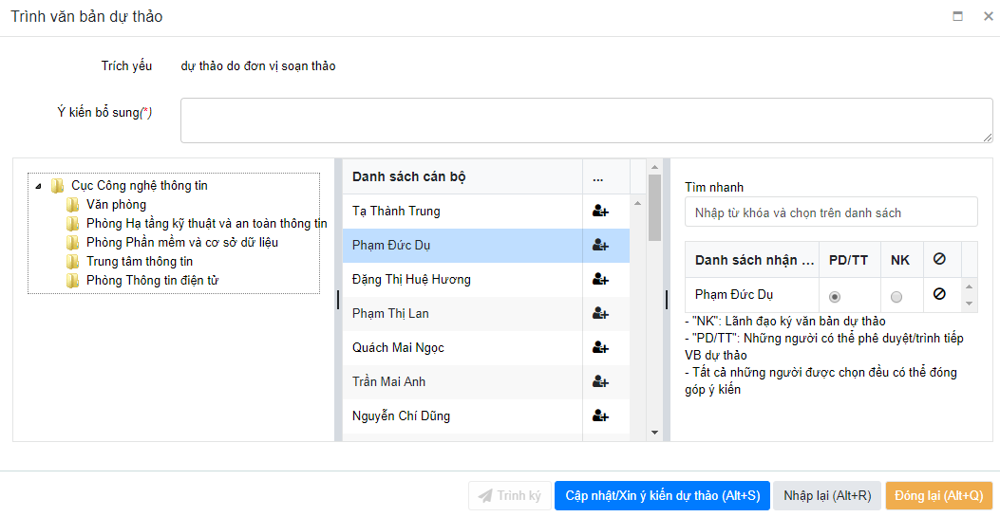 Trình văn bản dự thảo
Trích yếu dự thảo do đơn vị soạn thảo
Ý kiến bổ sung(*)
Cục Công nghệ thông tin
Văn phòng
Phòng Hạ tầng kỹ thuật và an toàn thông tin
Phòng Phần mềm và cơ sở dữ liệu
Trung tâm thông tin
Phòng Thông tin điện tử
Danh sách cán bộ ...
Tạ Thành Trung
Phạm Đức Dụ
Đặng Thị Huệ Hương
Phạm Thị Lan
Quách Mai Ngọc
Trần Mai Anh
Nguyễn Chí Dũng
Tìm nhanh
Nhập từ khóa và chọn trên danh sách
Danh sách nhận ... PD/TT NK
Phạm Đức Dụ
- "NK": Lãnh đạo ký văn bản dự thảo
- "PD/TT": Những người có thể phê duyệt/trình tiếp
VB dự thảo
- Tất cả những người được chọn đều có thể đóng
góp ý kiến
Trình ký Cập nhật/Xin ý kiến dự thảo (Alt+S) Nhập lại (Alt+R) Đóng lại (Alt+Q)